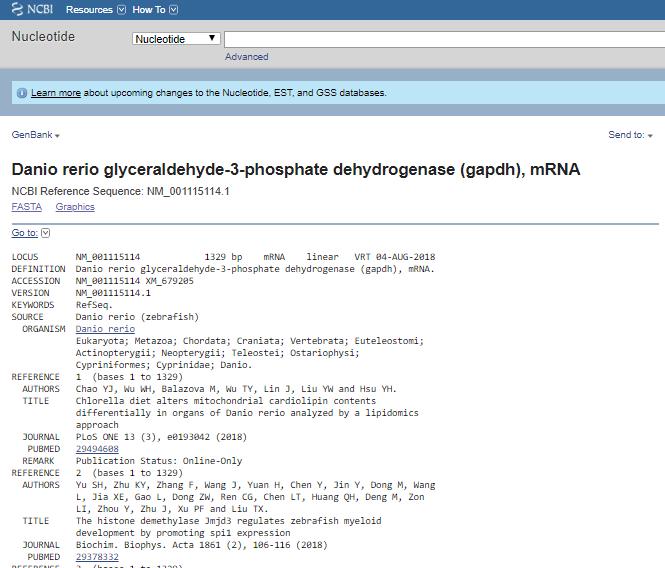 NCBI Resources How To
Nucleotide Nucleotide
Advanced
Learn more about upcoming changes to the Nucleotide, EST, and GSS databases.
GenBank Send to:
Danio rerio glyceraldehyde-3-phosphate dehydrogenase (gapdh), mRNA
NCBI Reference Sequence: NM_001115114.1
FASTA Graphics
Go to:
LOCUS NM_001115114 1329 bp mRNA linear VRT 04-AUG-2018
DEFINITION Danio rerio glyceraldehyde-3-phosphate dehydrogenase (gapdh), mRNA.
ACCESSION NM_001115114 XM_679205
VERSION NM_001115114.1
KEYWORDS RefSeq.
SOURCE Danio rerio (zebrafish)
ORGANISM Danio rerio
Eukaryota; Metazoa; Chordata; Craniata; Vertebrata; Euteleostomi;
Actinopterygii; Neopterygii; Teleostei; Ostariophysi;
Cypriniformes; Cyprinidae; Danio.
REFERENCE 1 (bases 1 to 1329)
AUTHORS Chao YJ, Wu WH, Balazova M, Wu TY, Lin J, Liu YW and Hsu YH.
TITLE Chlorella diet alters mitochondrial cardiolipin contents
differentially in organs of Danio rerio analyzed by a lipidomics
approach
JOURNAL PLoS ONE 13 (3), e0193042 (2018)
PUBMED 29494608
REMARK Publication Status: Online-Only
REFERENCE 2 (bases 1 to 1329)
AUTHORS Yu SH, Zhu KY, Zhang F, Wang J, Yuan H, Chen Y, Jin Y, Dong M, Wang
L, Jia XE, Gao L, Dong ZW, Ren CG, Chen LT, Huang QH, Deng M, Zon
LI, Zhou Y, Zhu J, Xu PF and Liu TX.
TITLE The histone demethylase Jmjd3 regulates zebrafish myeloid
development by promoting spi1 expression
JOURNAL Biochim. Biophys. Acta 1861 (2), 106-116 (2018)
PUBMED 29378332
REFERENCE 3 (bases 1 to 1329)